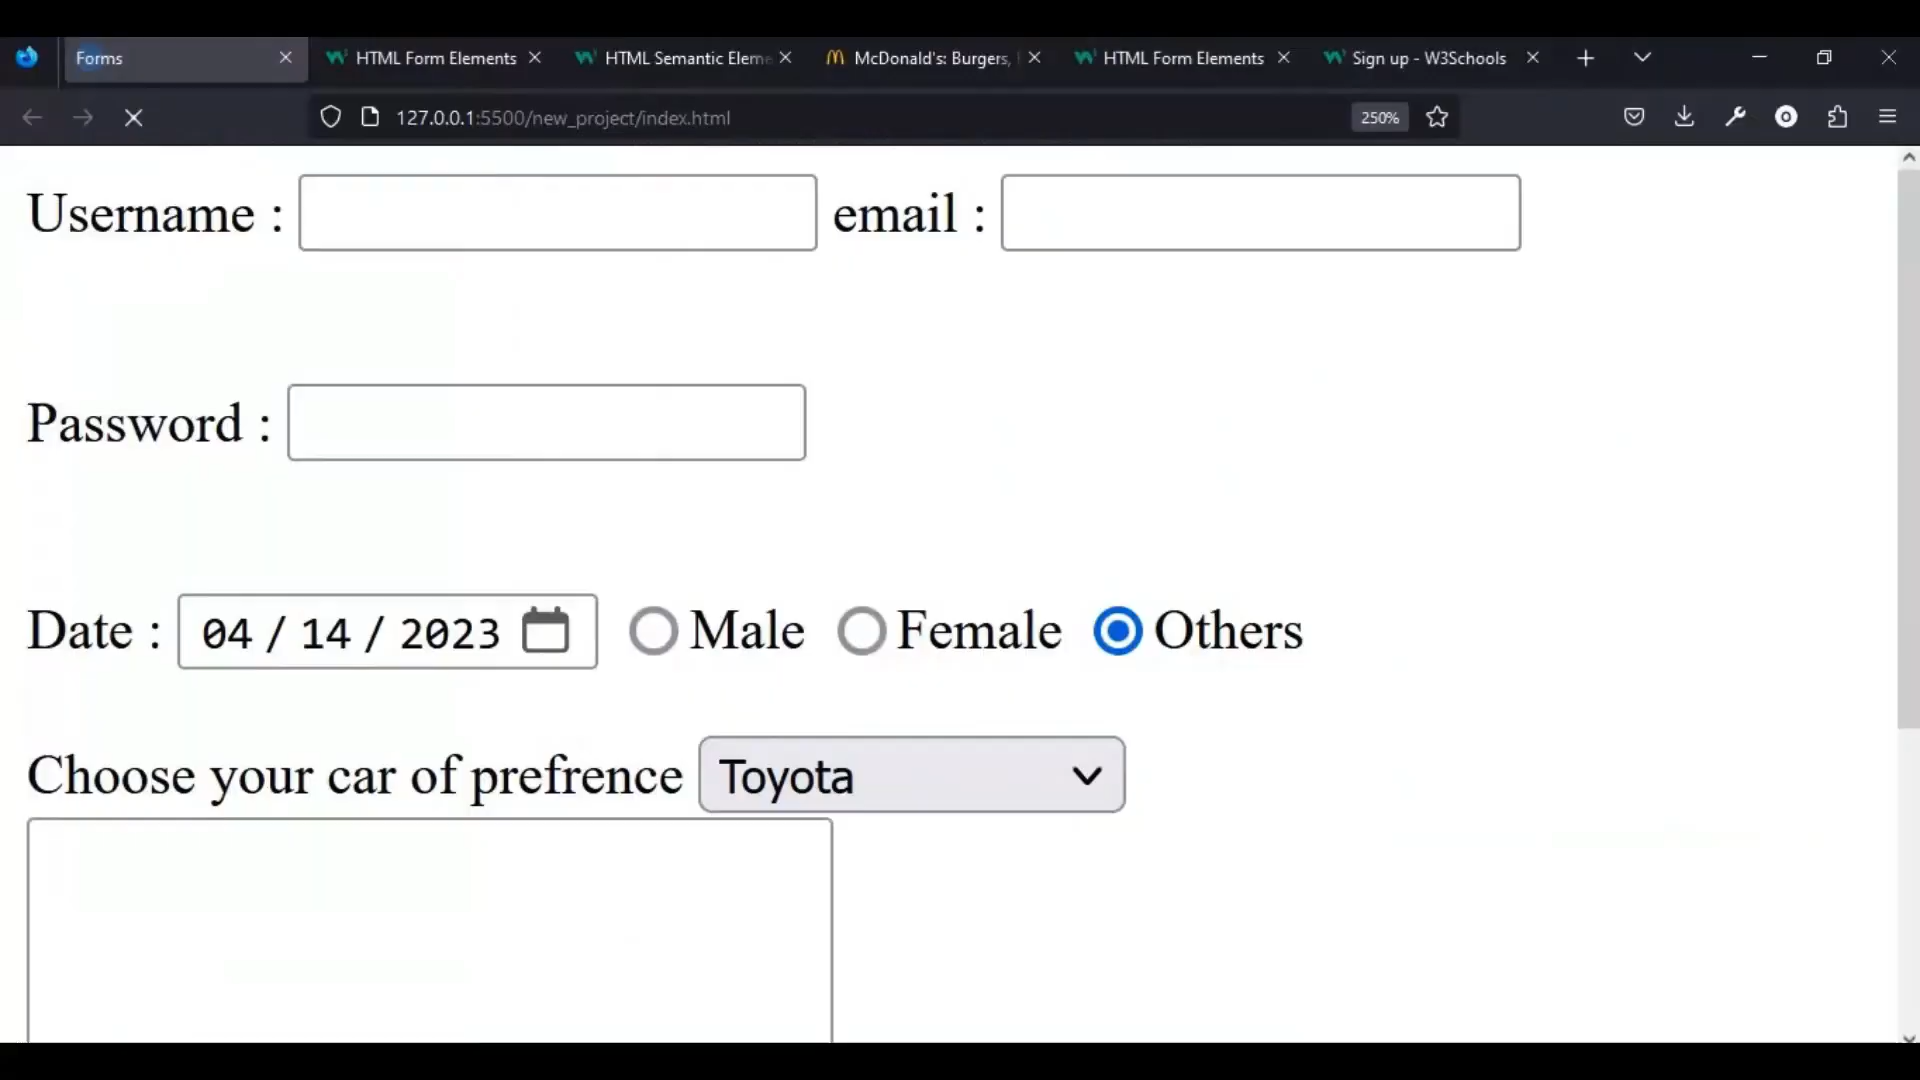 Forms HTML Form Elements HTML Semantic Eleme McDonald's: Burgers, HTML Form Elements Sign up - W3Schools
127.0.0.1:5500/new_project/index.html 250%
Username : email :
Password :
Date : 04 / 14 / 2023 Male Female Others
Choose your car of prefrence Toyota